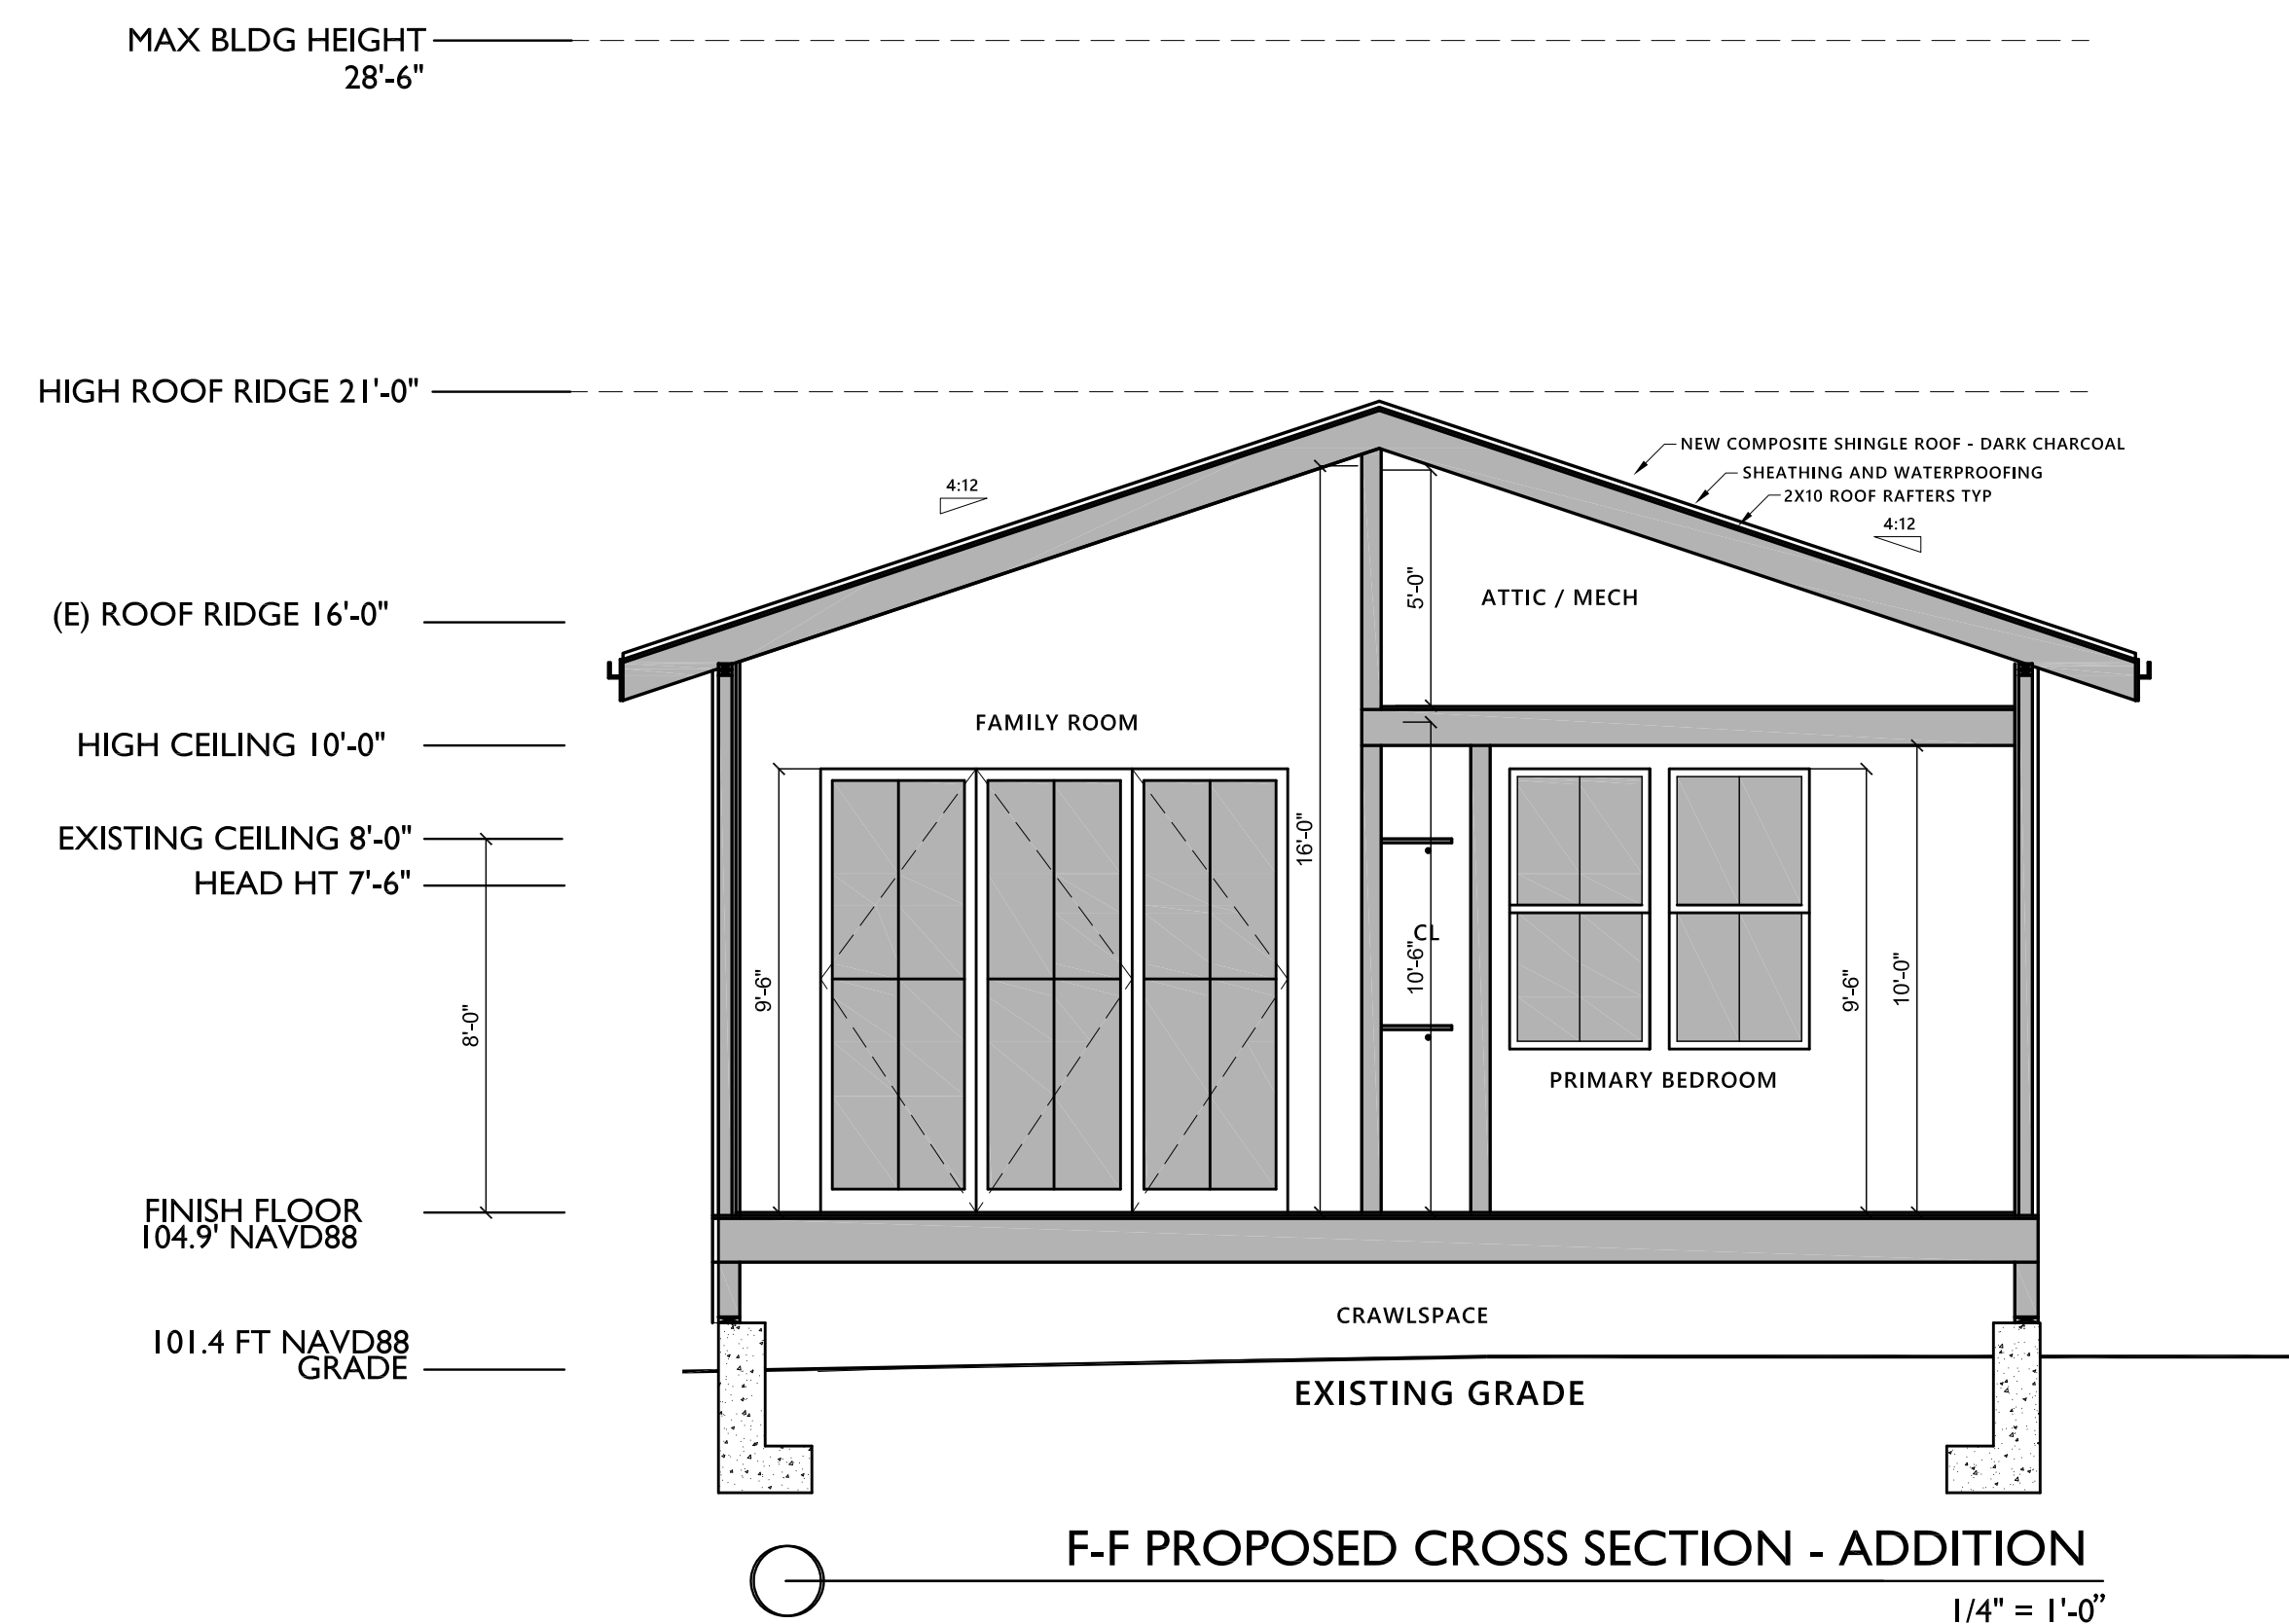 MAX BLDG HEIGHT
28'-6"
HIGH ROOF RIDGE 21'-0"
NEW COMPOSITE SHINGLE ROOF - DARK CHARCOAL
SHEATHING AND WATERPROOFING
2X10 ROOF RAFTERS TYP
4:12
4:12
(E) ROOF RIDGE 16'-0"
5'-0"
ATTIC / MECH
FAMILY ROOM
HIGH CEILING 10'-0"
EXISTING CEILING 8'-0"
HEAD HT 7'-6"
16'-0"
CL
10'-6"
9'-6"
9'-6"
10'-0"
8'-0"
PRIMARY BEDROOM
FINISH FLOOR
104.9' NAVD88
CRAWLSPACE
101.4 FT NAVD88
GRADE
EXISTING GRADE
F-F PROPOSED CROSS SECTION - ADDITION
1/4" = 1'-0”